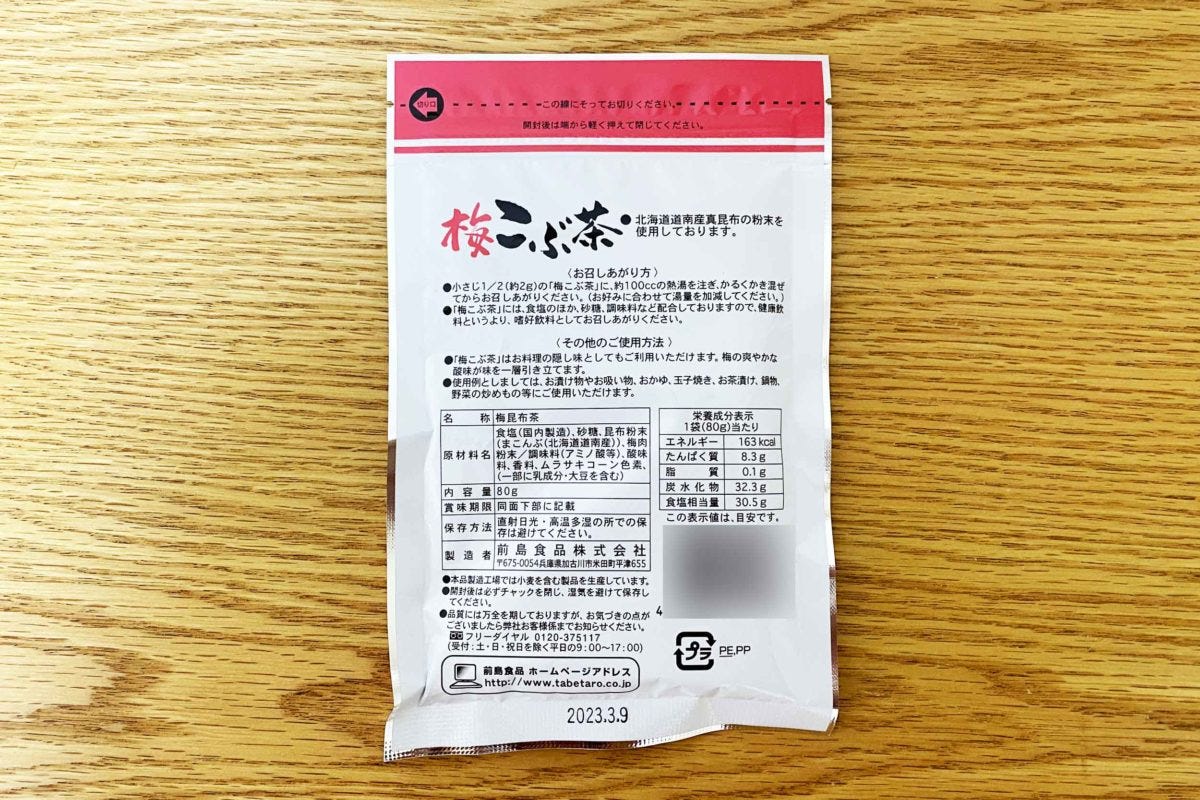 切り口
この線にそってお切りください。
開封後は端から軽く押えて閉じてください。
梅こぶ茶
●北海道道南産真昆布の粉末を
使用しております。
〈お召しあがり方〉
●小さじ1/2(約2g)の「梅こぶ茶」に、約100ccの熱湯を注ぎ、かるくかき混ぜ
てからお召しあがりください。(お好みに合わせて湯量を加減してください。)
●「梅こぶ茶」には、食塩のほか、砂糖、調味料など配合しておりますので、健康飲
料というより、嗜好飲料としてお召しあがりください。
〈その他のご使用方法〉
●「梅こぶ茶」はお料理の隠し味としてもご利用いただけます。梅の爽やかな
酸味が味を一層引き立てます。
●使用例としましては、お漬け物やお吸い物、おかゆ、玉子焼き、お茶漬け、鍋物、
野菜の炒めもの等にご使用いただけます。
名称 梅昆布茶
原材料名 食塩(国内製造)、砂糖、昆布粉末
(まこんぶ(北海道道南産))、梅肉
粉末/調味料(アミノ酸等)、酸味
料、香料、ムラサキコーン色素、
(一部に乳成分・大豆を含む)
内容量 80g
賞味期限 同面下部に記載
保存方法 直射日光・高温多湿の所での保
存は避けてください。
製造者 前島食品株式会社
〒675-0054兵庫県加古川市米田町平津655
栄養成分表示
1袋(80g)当たり
エネルギー 163kcal
たんぱく質 8.3g
脂質 0.1g
炭水化物 32.3g
食塩相当量 30.5g
この表示値は、目安です。
●本品製造工場では小麦を含む製品を生産しています。
●開封後は必ずチャックを閉じ、湿気を避けて保存し
てください。
●品質には万全を期しておりますが、お気づきの点が
ございましたら弊社お客様係までお知らせください。
フリーダイヤル 0120-375117
(受付:土・日・祝日を除く平日の9:00〜17:00)
前島食品 ホームページアドレス
http://www.tabetaro.co.jp
4
プラ
PE,PP
2023.3.9